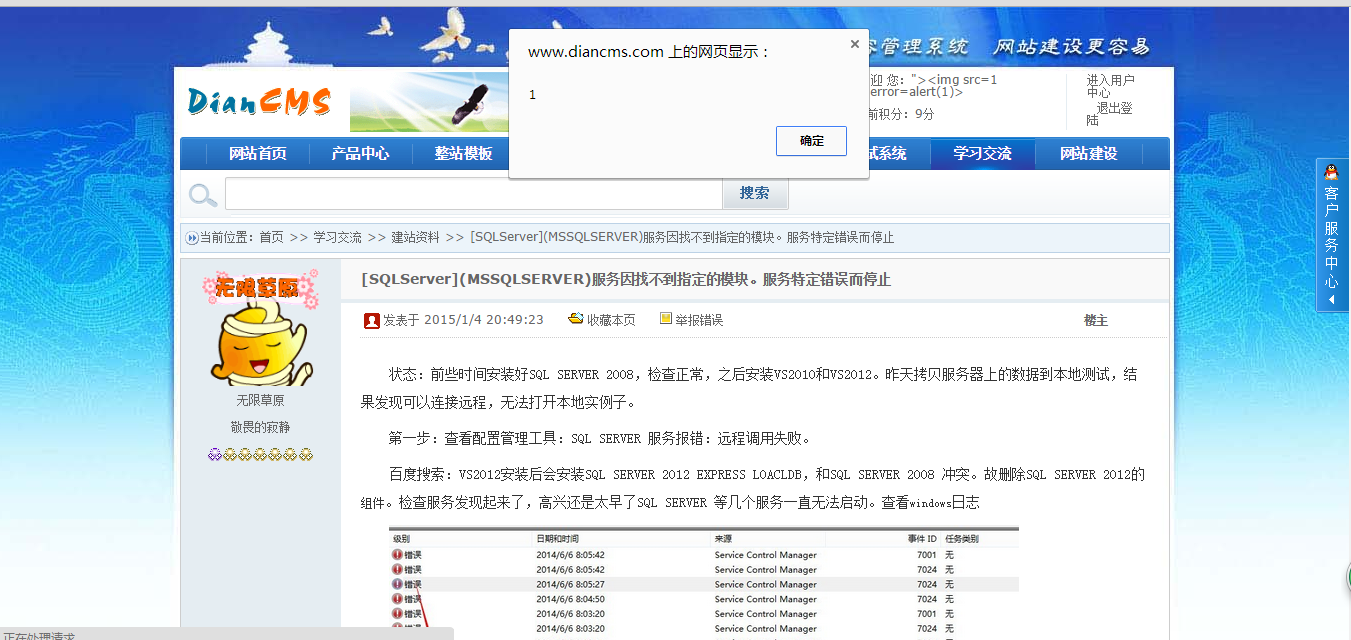 客管理系统 网站建设更容易
www.diancms.com 上的网页显示：
1
确定
DianCMS
迎 您："><img src=1
error=alert(1)>
前积分：9分
进入用户
中心
退出登
陆
网站首页 产品中心 整站模板 试系统 学习交流 网站建设
搜索
当前位置：首页 >> 学习交流 >> 建站资料 >> [SQLServer](MSSQLSERVER)服务因找不到指定的模块。服务特定错误而停止
客户服务中心
无限草原
[SQLServer](MSSQLSERVER)服务因找不到指定的模块。服务特定错误而停止
发表于 2015/1/4 20:49:23 收藏本页 举报错误 楼主
无限草原
敬畏的寂静
状态：前些时间安装好SQL SERVER 2008，检查正常，之后安装VS2010和VS2012。昨天拷贝服务器上的数据到本地测试，结
果发现可以连接远程，无法打开本地实例子。
第一步：查看配置管理工具：SQL SERVER 服务报错：远程调用失败。
百度搜索：VS2012安装后会安装SQL SERVER 2012 EXPRESS LOACLDB，和SQL SERVER 2008 冲突。故删除SQL SERVER 2012的
组件。检查服务发现起来了，高兴还是太早了SQL SERVER 等几个服务一直无法启动。查看windows日志
级别 日期和时间 来源 事件 ID 任务类别
错误 2014/6/6 8:05:42 Service Control Manager 7001 无
错误 2014/6/6 8:05:42 Service Control Manager 7024 无
错误 2014/6/6 8:05:27 Service Control Manager 7024 无
错误 2014/6/6 8:04:50 Service Control Manager 7024 无
错误 2014/6/6 8:03:20 Service Control Manager 7001 无
错误 2014/6/6 8:03:20 Service Control Manager 7024 无
正在处理请求